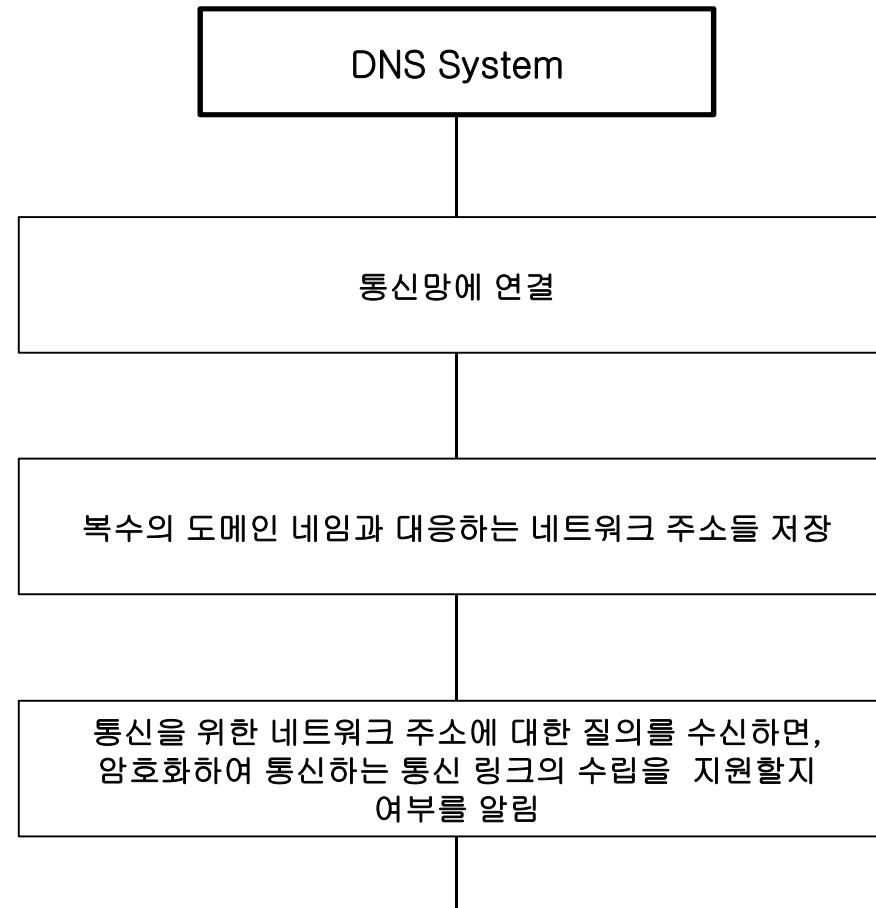 DNS System
통신망에 연결
복수의 도메인 네임과 대응하는 네트워크 주소들 저장
통신을 위한 네트워크 주소에 대한 질의를 수신하면,
암호화하여 통신하는 통신 링크의 수립을 지원할지
여부를 알림